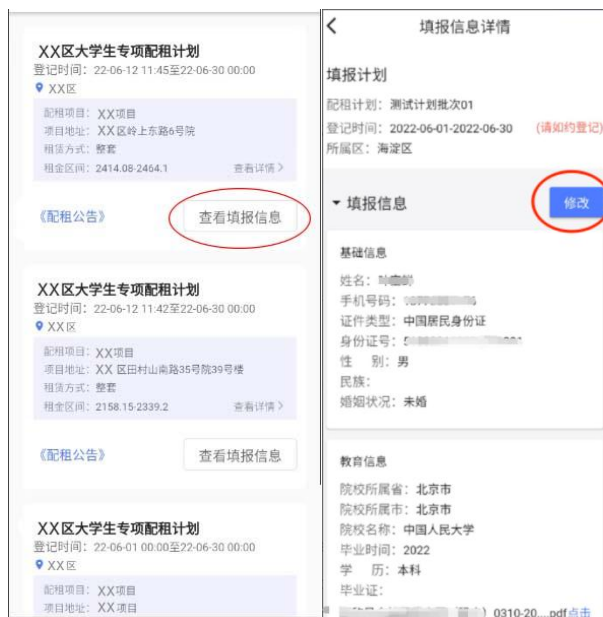 XX区大学生专项配租计划
登记时间：22-06-12 11:45至22-06-30 00:00
XX区
配租项目：XX项目
项目地址：XX区岭上东路6号院
租赁方式：整套
租金区间：2414.08-2464.1 查看详情>
《配租公告》 查看填报信息
XX区大学生专项配租计划
登记时间：22-06-12 11:42至22-06-30 00:00
XX区
配租项目：XX项目
项目地址：XX 区田村山南路35号院39号楼
租赁方式：整套
租金区间：2158.15-2339.2 查看详情>
《配租公告》 查看填报信息
XX区大学生专项配租计划
登记时间：22-06-01 00:00至22-06-30 00:00
XX区
配租项目：XX项目
项目地址：XX项目
填报信息详情
填报计划
配租计划：测试计划批次01
登记时间：2022-06-01-2022-06-30 (请如约登记)
所属区：海淀区
填报信息 修改
基础信息
姓名：
手机号码：
证件类型：中国居民身份证
身份证号：
性 别：男
民族：
婚姻状况：未婚
教育信息
院校所属省：北京市
院校所属市：北京市
院校名称：中国人民大学
毕业时间：2022
学 历：本科
毕业证：
) 0310-20....pdf点击